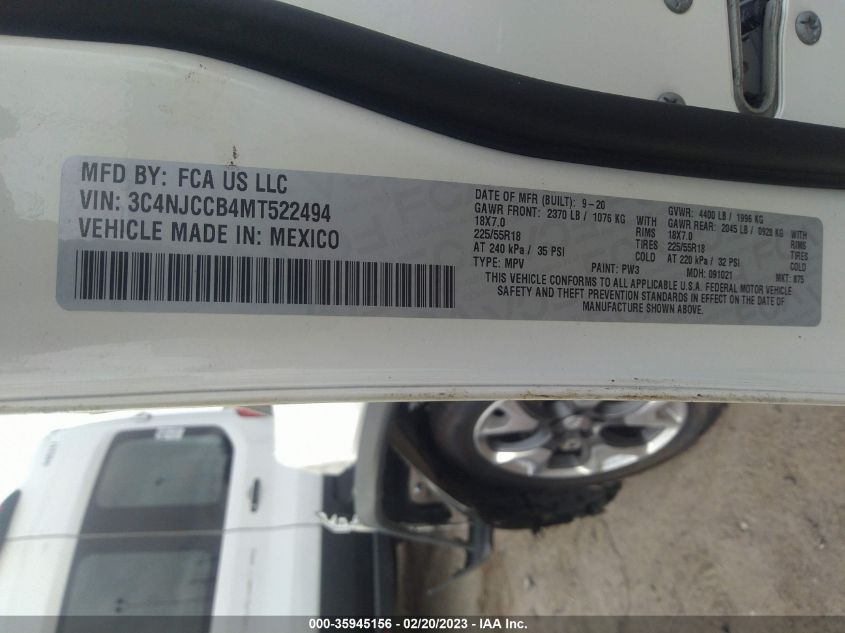 MFD BY: FCA US LLC
VIN: 3C4NJCCB4MT522494
VEHICLE MADE IN: MEXICO
DATE OF MFR (BUILT): 9-20
GAWR FRONT: 2370 LB / 1076 KG WITH
18X7.0 RIMS
225/55R18 TIRES
AT 240 kPa / 35 PSI COLD
TYPE: MPV PAINT: PW3
GVWR: 4400 LB / 1996 KG
GAWR REAR: 2045 LB / 0928 KG WITH
18X7.0 RIMS
225/55R18 TIRES
AT 220 kPa / 32 PSI COLD
MDH: 091021 MKT: 875
THIS VEHICLE CONFORMS TO ALL APPLICABLE U.S.A. FEDERAL MOTOR VEHICLE
SAFETY AND THEFT PREVENTION STANDARDS IN EFFECT ON THE DATE OF
MANUFACTURE SHOWN ABOVE.
000-35945156 — 02/20/2023 — IAA Inc.